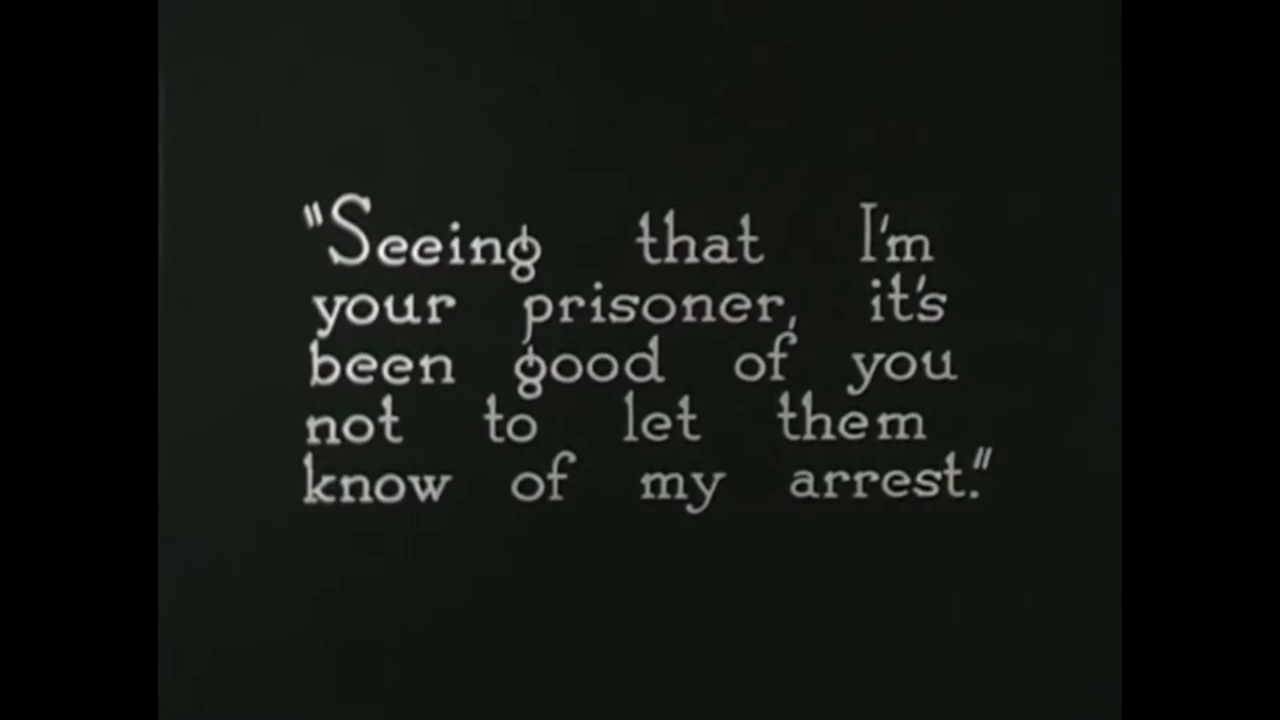 "Seeing that I'm
your prisoner, it's
been good of you
not to let them
know of my arrest."